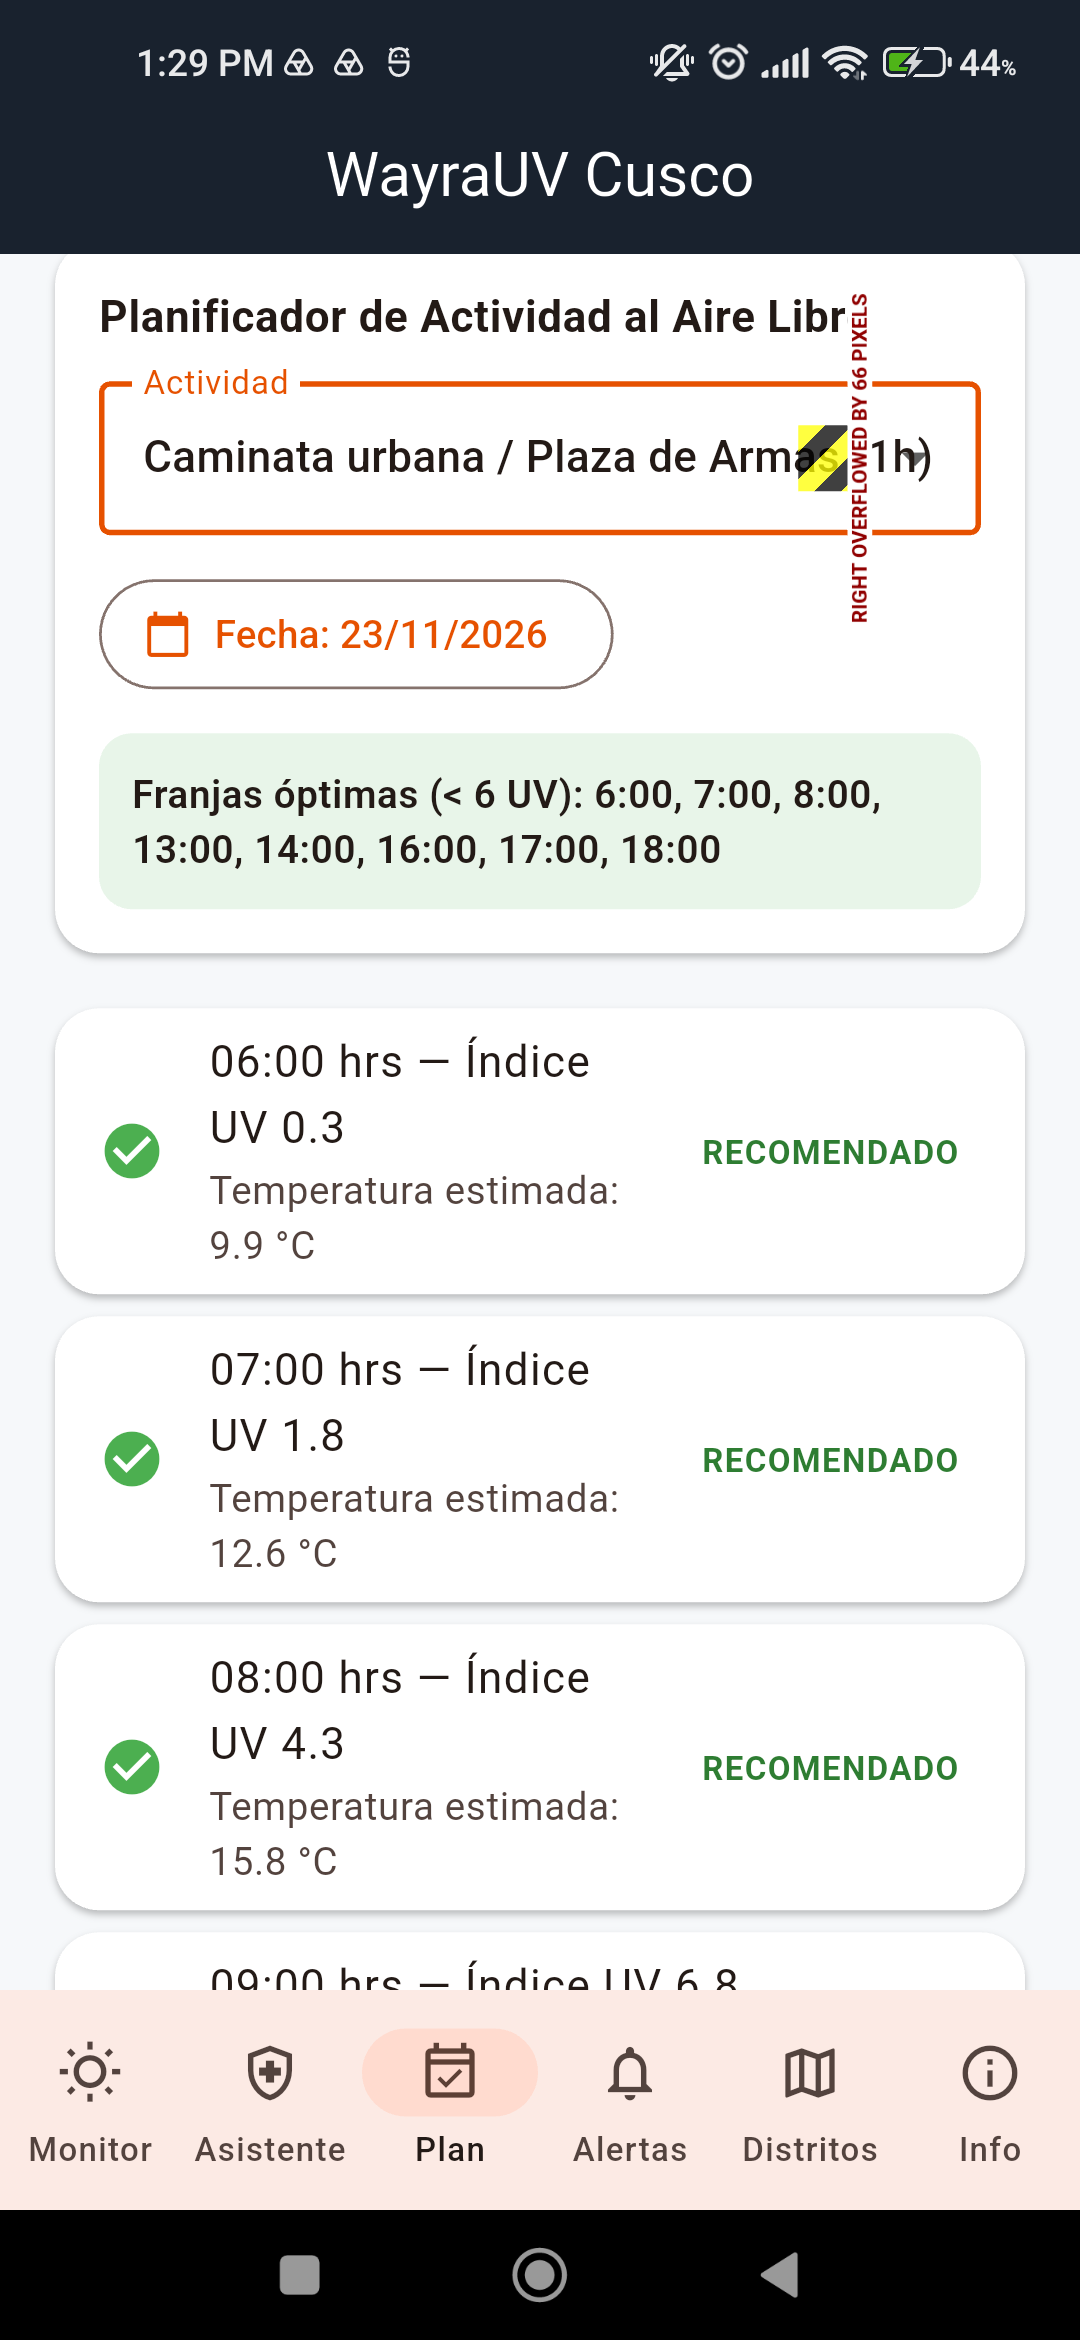 1:29 PM
44%
WayraUV Cusco
Planificador de Actividad al Aire Libr
RIGHT OVERFLOWED BY 66 PIXELS
Actividad
Caminata urbana / Plaza de Armas 1h)
Fecha: 23/11/2026
Franjas óptimas (< 6 UV): 6:00, 7:00, 8:00,
13:00, 14:00, 16:00, 17:00, 18:00
06:00 hrs — Índice
UV 0.3
RECOMENDADO
Temperatura estimada:
9.9 °C
07:00 hrs — Índice
UV 1.8
RECOMENDADO
Temperatura estimada:
12.6 °C
08:00 hrs — Índice
UV 4.3
RECOMENDADO
Temperatura estimada:
15.8 °C
09:00 hrs — Índice UV 6.8
Monitor
Asistente
Plan
Alertas
Distritos
Info